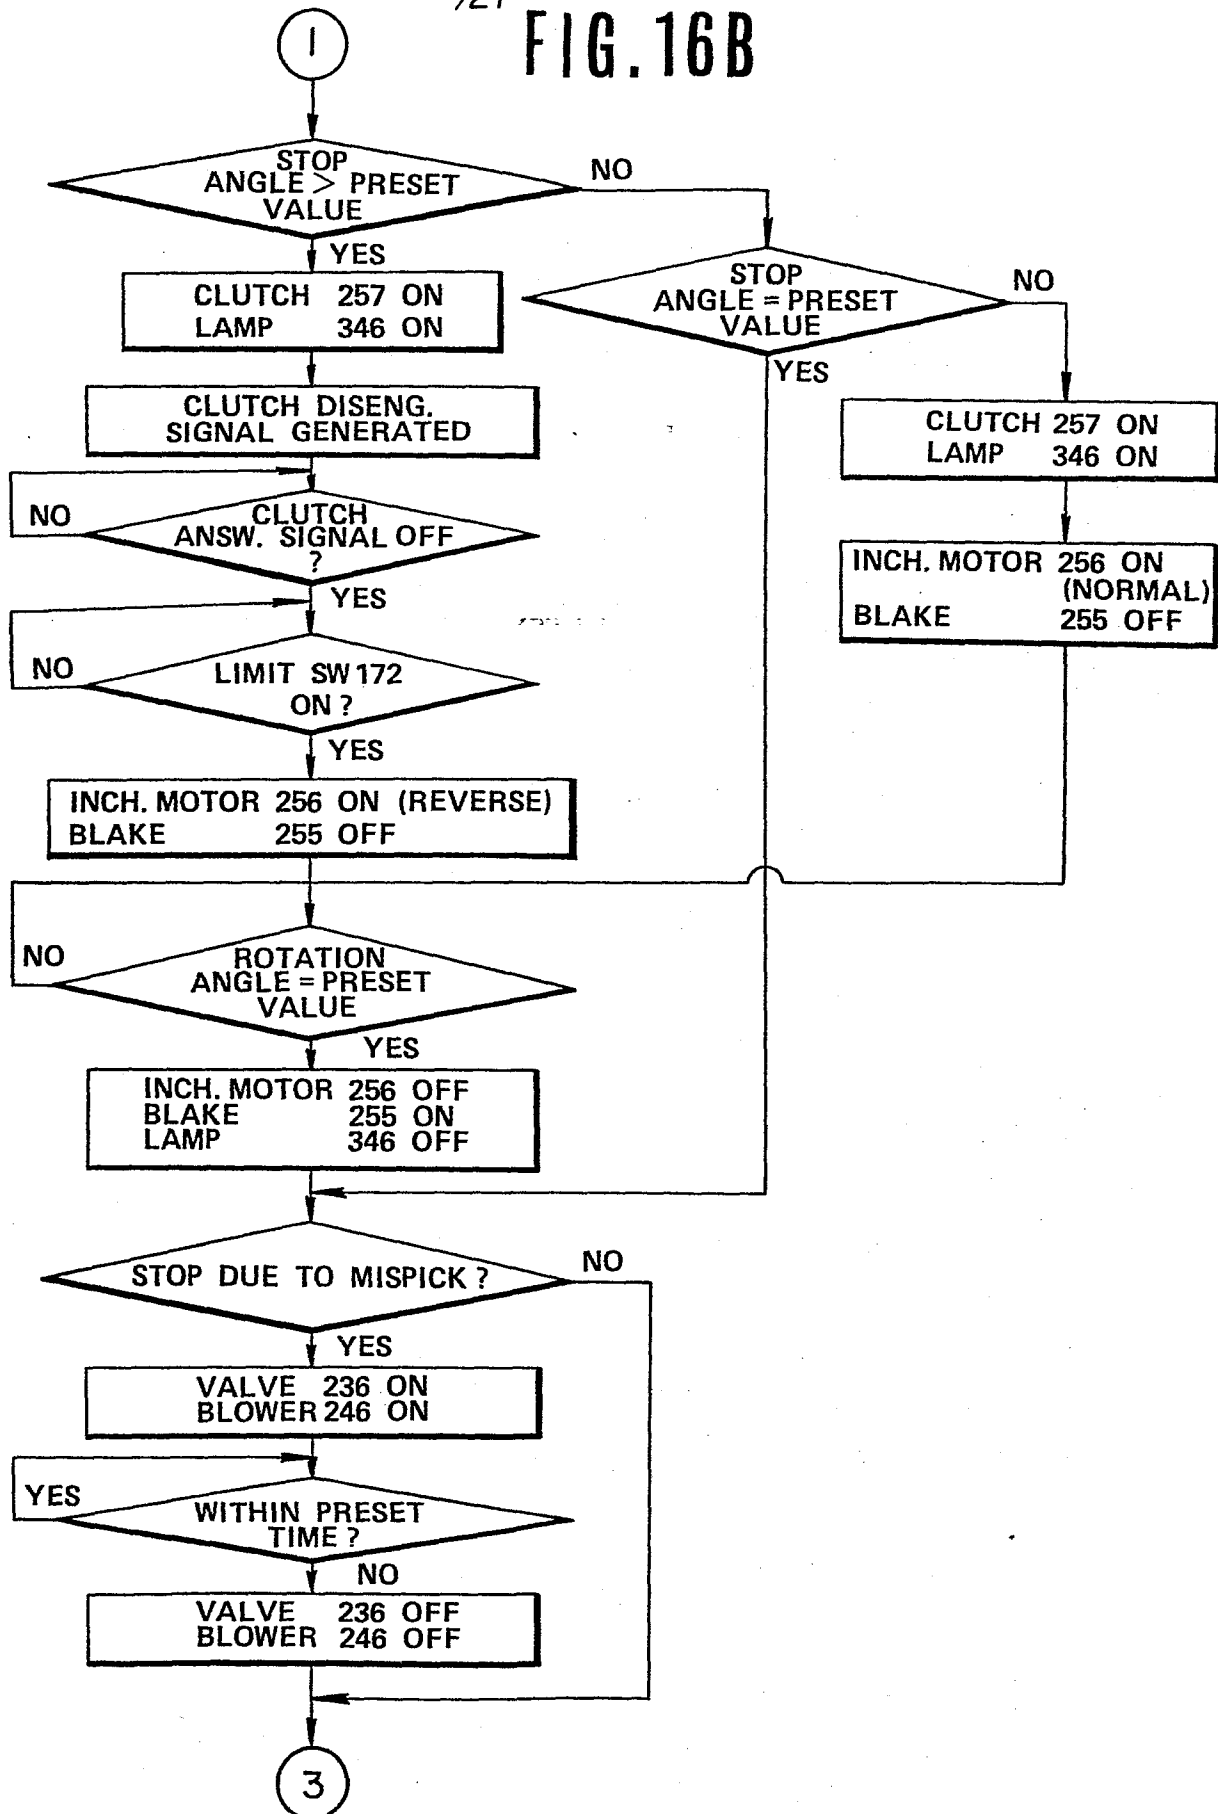 FIG.16B
1
STOP
ANGLE > PRESET
VALUE
NO
YES
CLUTCH 257 ON
LAMP 346 ON
STOP
ANGLE = PRESET
VALUE
NO
YES
CLUTCH 257 ON
LAMP 346 ON
INCH. MOTOR 256 ON
(NORMAL)
BLAKE 255 OFF
CLUTCH DISENG.
SIGNAL GENERATED
CLUTCH
ANSW. SIGNAL OFF
?
NO
YES
LIMIT SW 172
ON ?
NO
YES
INCH. MOTOR 256 ON (REVERSE)
BLAKE 255 OFF
ROTATION
ANGLE = PRESET
VALUE
NO
YES
INCH. MOTOR 256 OFF
BLAKE 255 ON
LAMP 346 OFF
STOP DUE TO MISPICK ?
NO
YES
VALVE 236 ON
BLOWER 246 ON
WITHIN PRESET
TIME ?
YES
NO
VALVE 236 OFF
BLOWER 246 OFF
3